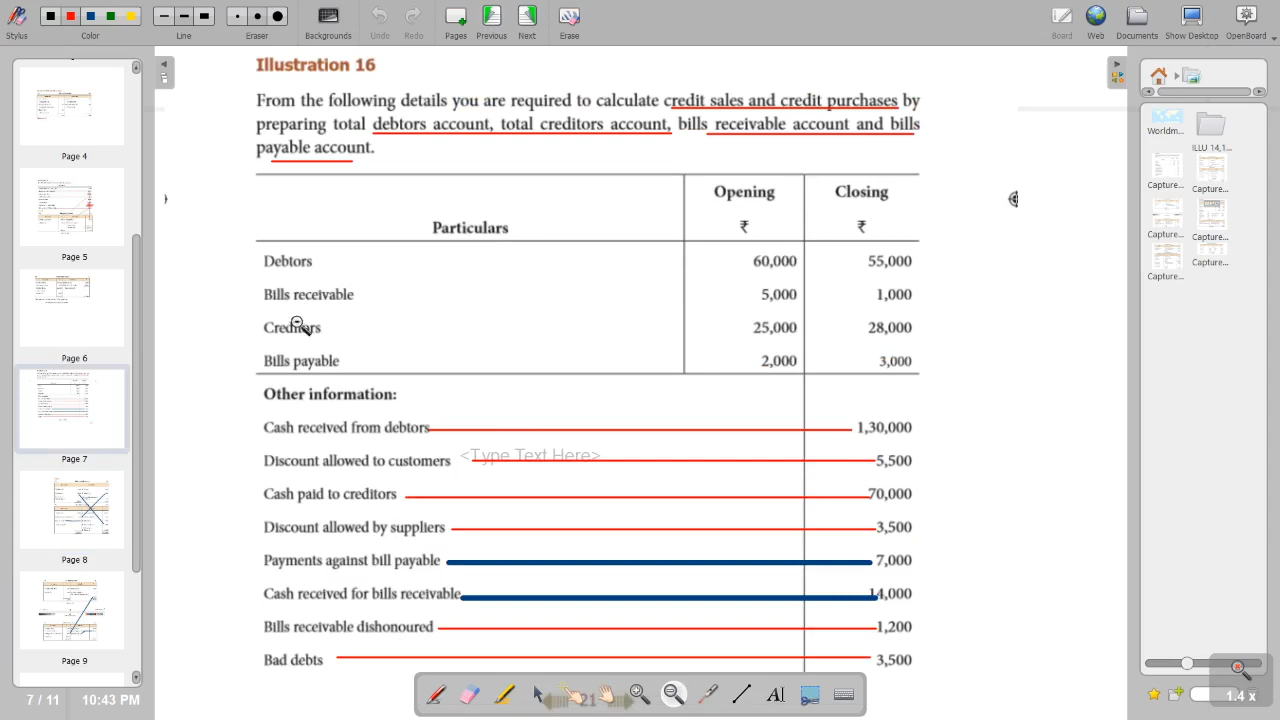 Styles Color Line Eraser Backgrounds Undo Redo Pages Previous Next Erase Board Web Documents Show Desktop OpenBoard
Page 4
Page 5
Page 6
Page 7
Page 8
Page 9
7 / 11 10:43 PM
Illustration 16
From the following details you are required to calculate credit sales and credit purchases by
preparing total debtors account, total creditors account, bills receivable account and bills
payable account.
Particulars Opening ₹ Closing ₹
Debtors 60,000 55,000
Bills receivable 5,000 1,000
Creditors 25,000 28,000
Bills payable 2,000 3,000
Other information:
Cash received from debtors 1,30,000
<Type Text Here>
Discount allowed to customers 5,500
Cash paid to creditors 70,000
Discount allowed by suppliers 3,500
Payments against bill payable 7,000
Cash received for bills receivable 14,000
Bills receivable dishonoured 1,200
Bad debts 3,500
21
Worldm...
ILLU 14,1...
Capture...
Capture...
Capture...
Capture...
Capture...
Capture...
Capture...
1.4 x